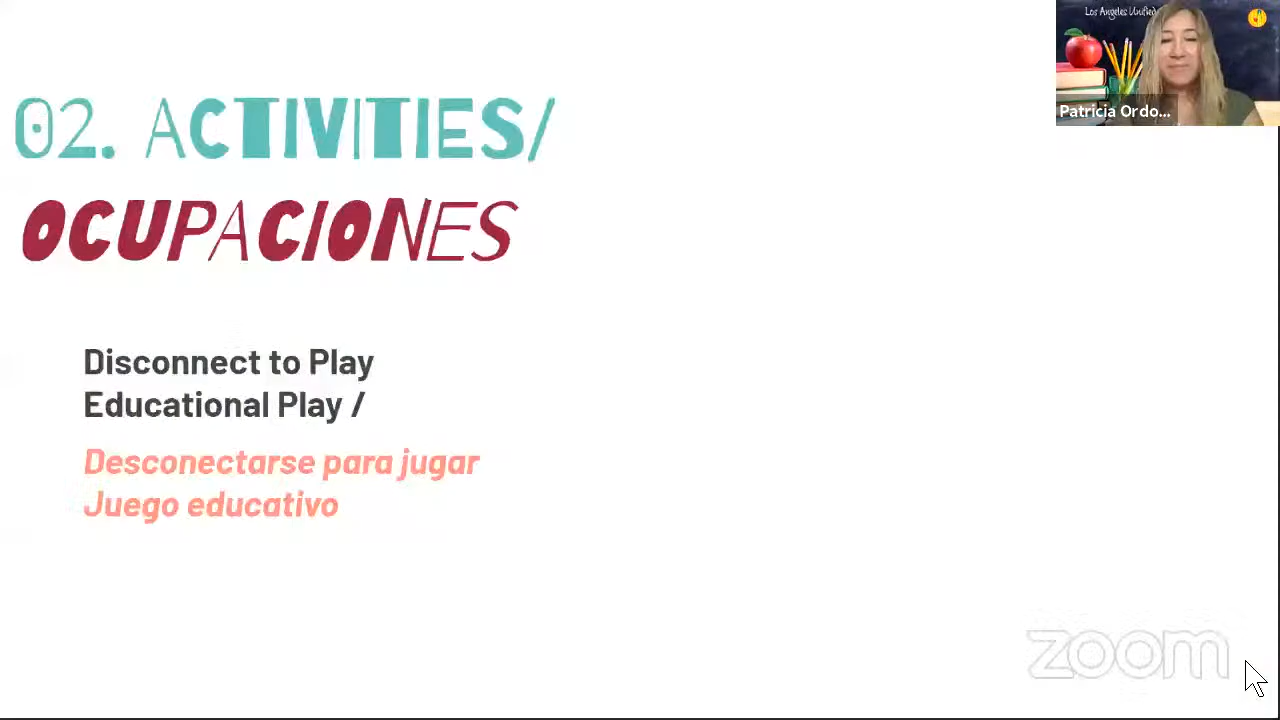 Los Angeles Unified
Patricia Ordo...
02. ACTIVITIES/
OCUPACIONES
Disconnect to Play
Educational Play /
Desconectarse para jugar
Juego educativo
zoom